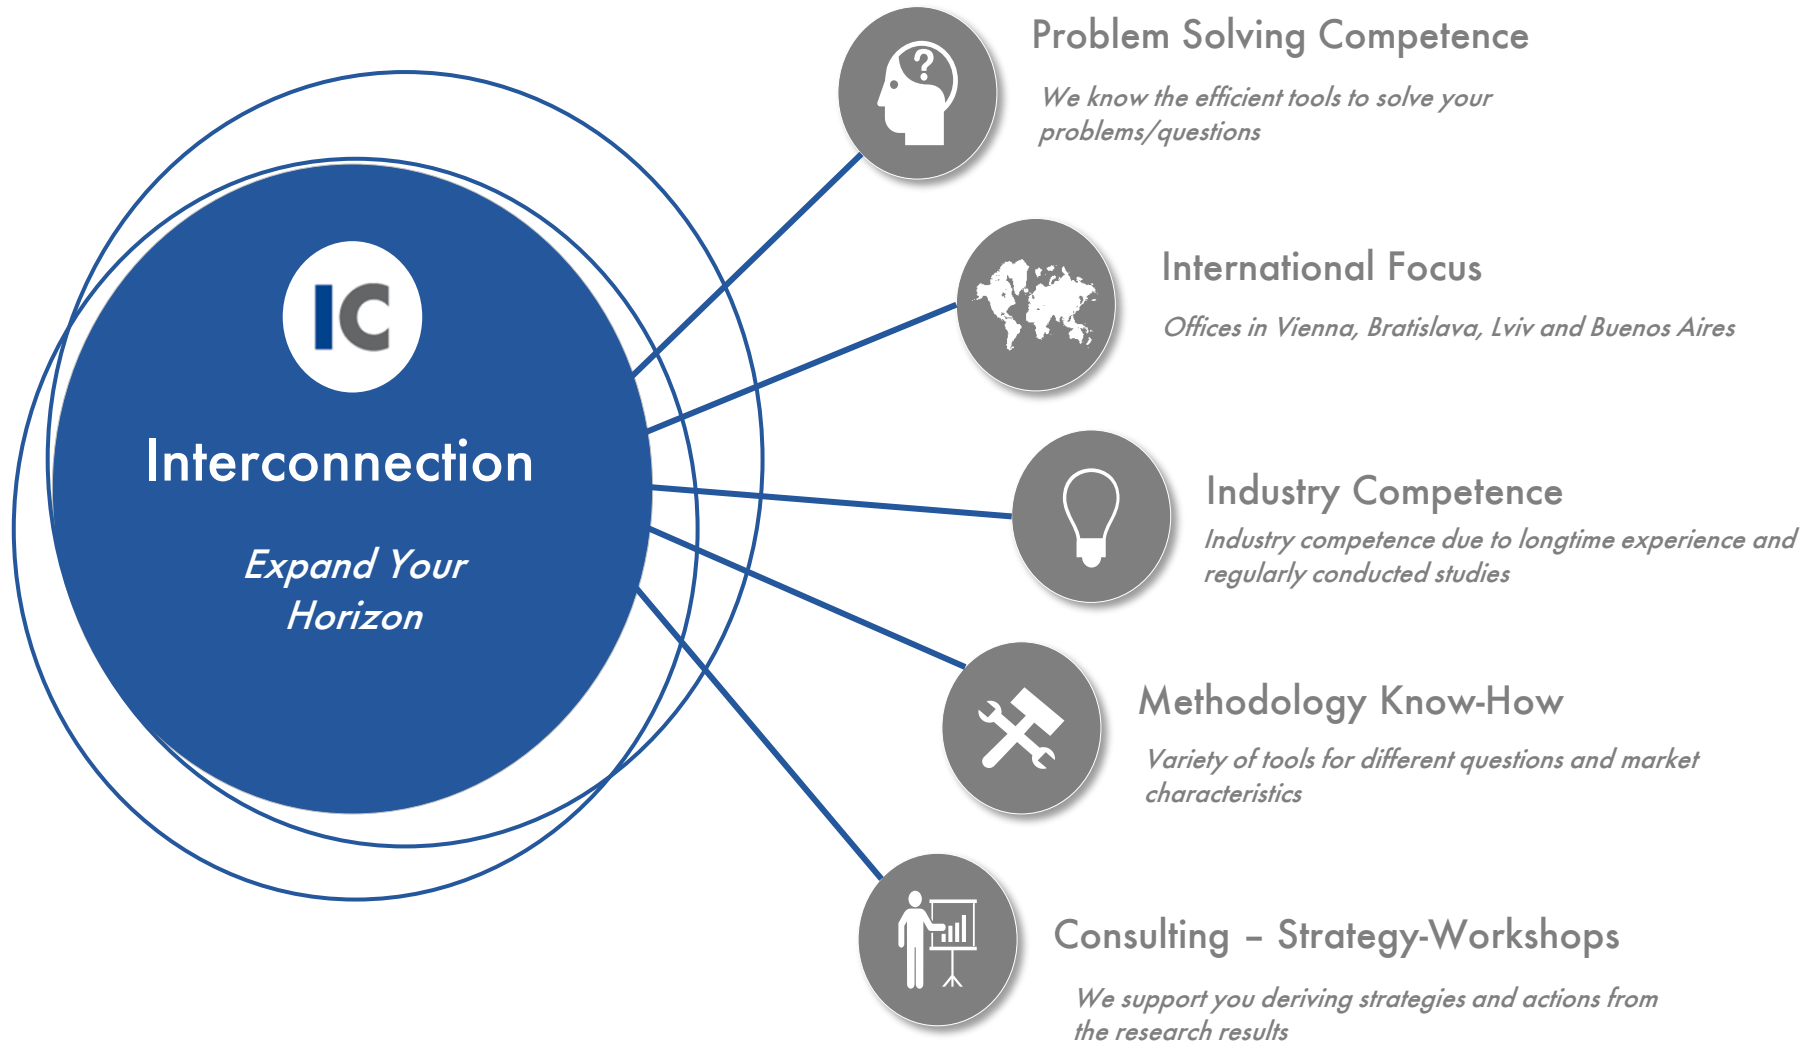 IC
Interconnection
Expand Your
Horizon
Problem Solving Competence
We know the efficient tools to solve your
problems/questions
International Focus
Offices in Vienna, Bratislava, Lviv and Buenos Aires
Industry Competence
Industry competence due to longtime experience and
regularly conducted studies
Methodology Know-How
Variety of tools for different questions and market
characteristics
Consulting – Strategy-Workshops
We support you deriving strategies and actions from
the research results